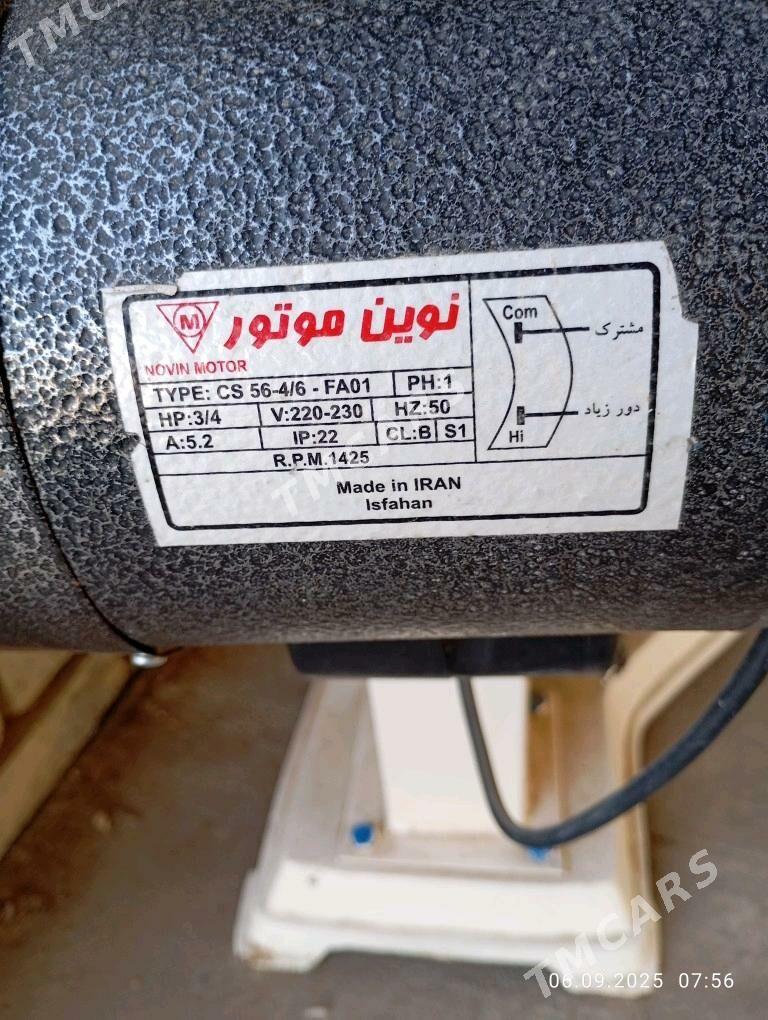 TMCARS
نوین موتور
M
NOVIN MOTOR
TYPE: CS 56-4/6 - FA01 PH:1
HP:3/4 V:220-230 HZ:50
A:5.2 IP:22 CL:B S1
R.P.M.1425
Com مشترک
Hi دور زیاد
Made in IRAN
Isfahan
TMCARS
TMCARS
06.09.2025 07:56